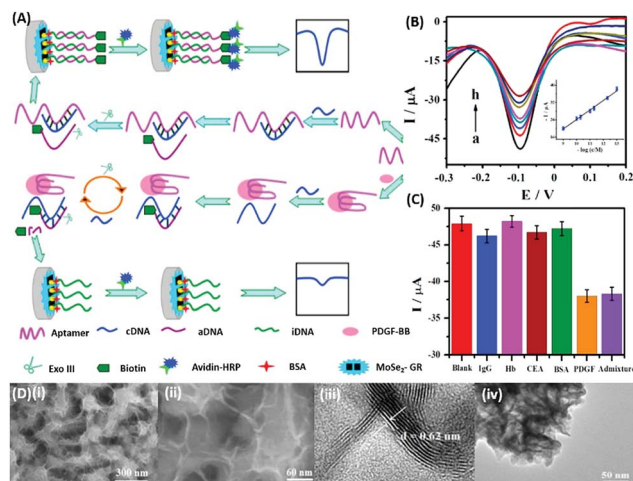 (A)
Aptamer
cDNA
aDNA
iDNA
PDGF-BB
Exo III
Biotin
Avidin-HRP
BSA
MoSe₂- GR
B
0
-15
-30
-45
I / µA
h
a
-0.3 -0.2 -0.1 0.0 0.1 0.2
E / V
- I / µA
- log (c/M)
C
-50
-45
-40
-35
-30
I / µA
Blank IgG Hb CEA BSA PDGF Admixture
(D)(i)
300 nm
(ii)
60 nm
(iii)
d = 0.62 nm
(iv)
50 nm